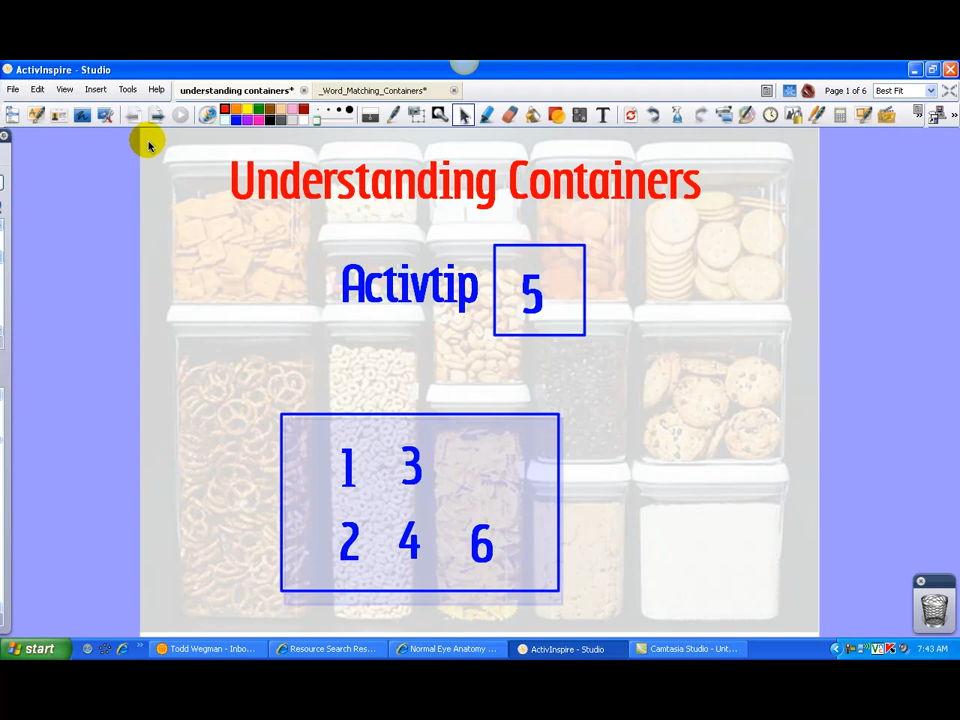 ActivInspire - Studio
File Edit View Insert Tools Help
understanding containers*
_Word_Matching_Containers*
Page 1 of 6
Best Fit
T
Understanding Containers
Activtip 5
1 3
2 4 6
start
Todd Wegman - Inbo...
Resource Search Res...
Normal Eye Anatomy ...
ActivInspire - Studio
Camtasia Studio - Unt...
7:43 AM